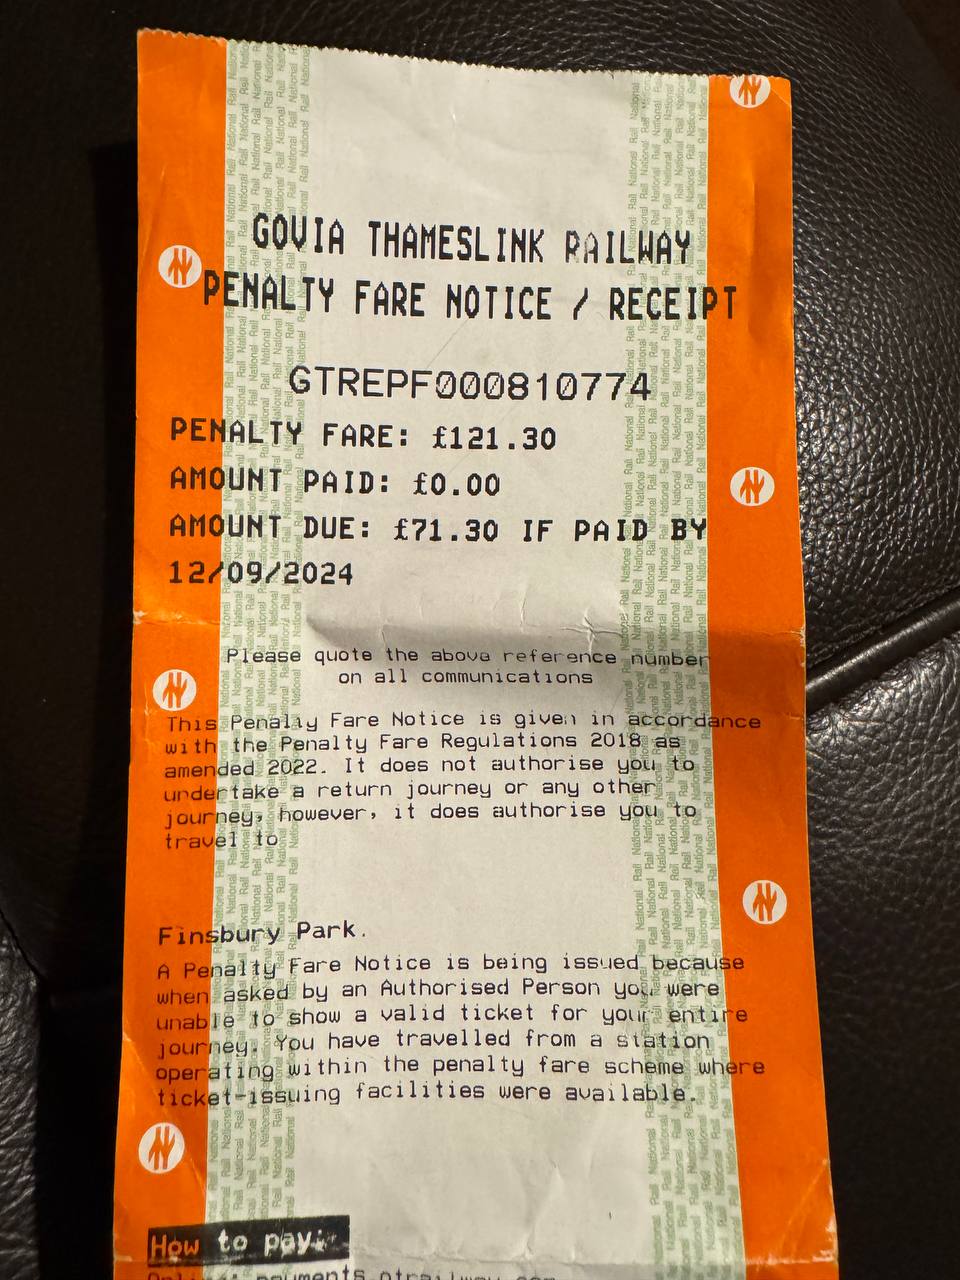 GOVIA THAMESLINK RAILWAY
PENALTY FARE NOTICE / RECEIPT
GTREPF000810774
PENALTY FARE: £121.30
AMOUNT PAID: £0.00
AMOUNT DUE: £71.30 IF PAID BY
12/09/2024
Please quote the above reference number
on all communications
This Penalty Fare Notice is given in accordance
with the Penalty Fare Regulations 2018 as
amended 2022. It does not authorise you to
undertake a return journey or any other
journey, however, it does authorise you to
travel to
Finsbury Park.
A Penalty Fare Notice is being issued because
when asked by an Authorised Person you were
unable to show a valid ticket for your entire
journey. You have travelled from a station
operating within the penalty fare scheme where
ticket-issuing facilities were available.
How to pay:
Online: payments.gtrailway.com